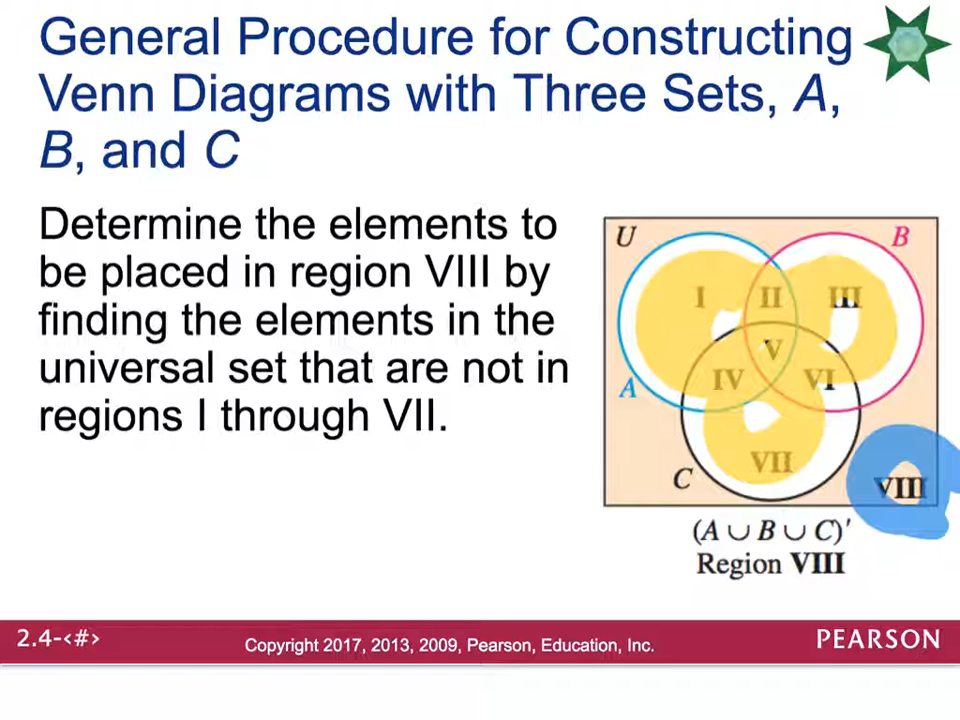 General Procedure for Constructing
Venn Diagrams with Three Sets, A,
B, and C
Determine the elements to
be placed in region VIII by
finding the elements in the
universal set that are not in
regions I through VII.
U
B
I
II
III
V
A
IV
VI
C
VII
VIII
(A ∪ B ∪ C)′
Region VIII
2.4-<#>
Copyright 2017, 2013, 2009, Pearson, Education, Inc.
PEARSON